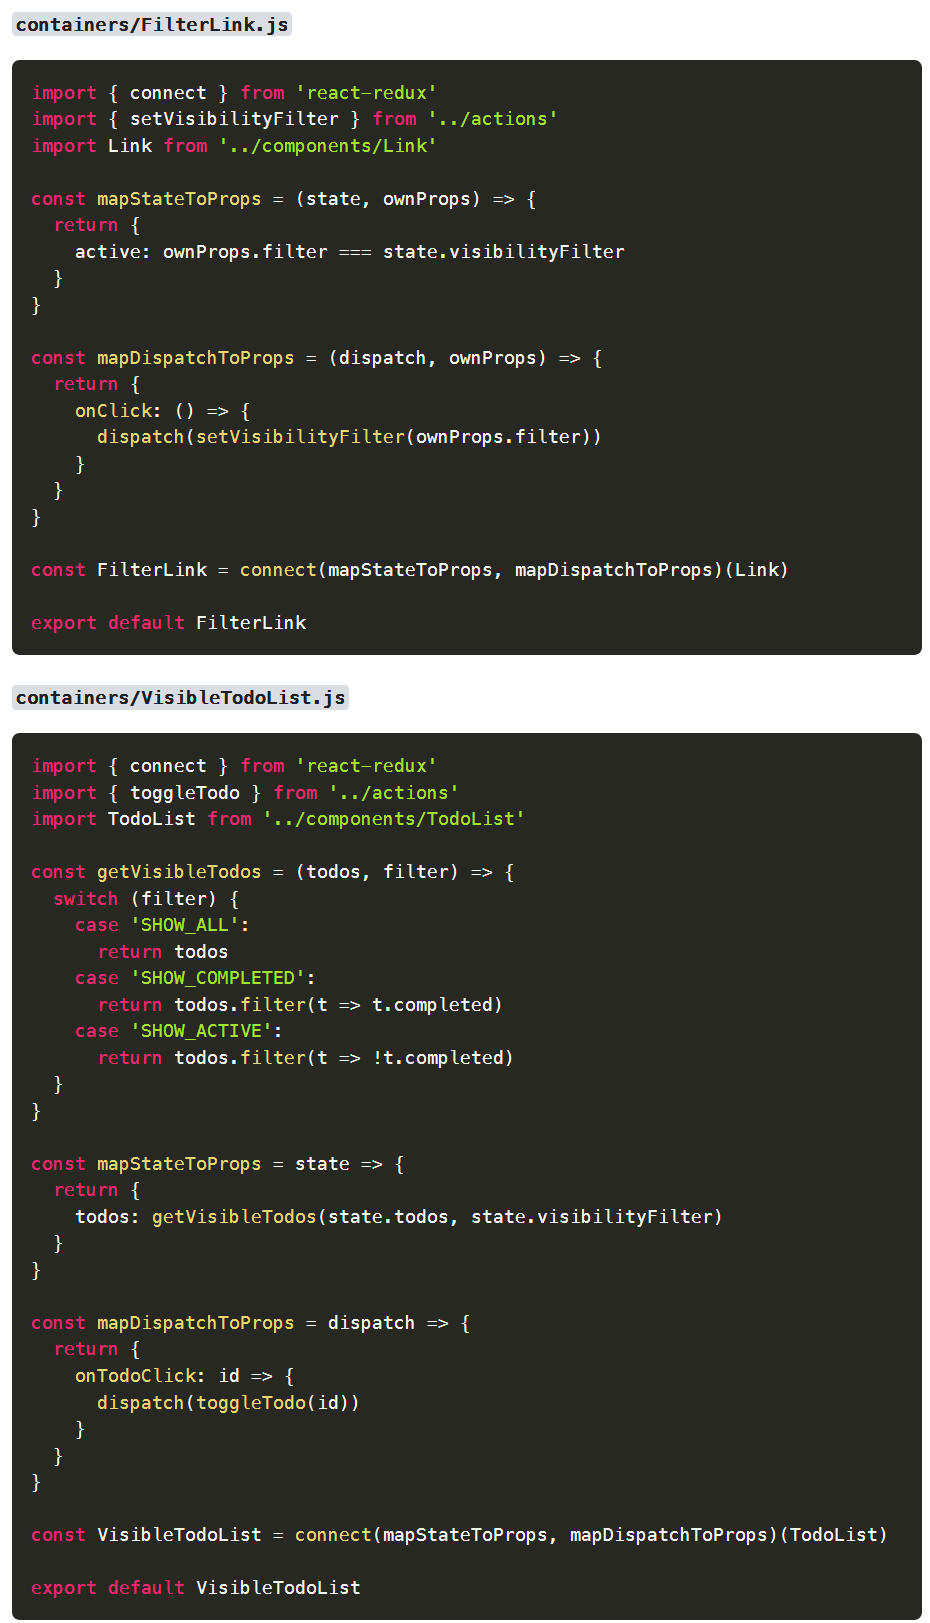 containers/FilterLink.js
import { connect } from 'react-redux'
import { setVisibilityFilter } from '../actions'
import Link from '../components/Link'
const mapStateToProps = (state, ownProps) => {
  return {
    active: ownProps.filter === state.visibilityFilter
  }
}
const mapDispatchToProps = (dispatch, ownProps) => {
  return {
    onClick: () => {
      dispatch(setVisibilityFilter(ownProps.filter))
    }
  }
}
const FilterLink = connect(mapStateToProps, mapDispatchToProps)(Link)
export default FilterLink
containers/VisibleTodoList.js
import { connect } from 'react-redux'
import { toggleTodo } from '../actions'
import TodoList from '../components/TodoList'
const getVisibleTodos = (todos, filter) => {
  switch (filter) {
    case 'SHOW_ALL':
      return todos
    case 'SHOW_COMPLETED':
      return todos.filter(t => t.completed)
    case 'SHOW_ACTIVE':
      return todos.filter(t => !t.completed)
  }
}
const mapStateToProps = state => {
  return {
    todos: getVisibleTodos(state.todos, state.visibilityFilter)
  }
}
const mapDispatchToProps = dispatch => {
  return {
    onTodoClick: id => {
      dispatch(toggleTodo(id))
    }
  }
}
const VisibleTodoList = connect(mapStateToProps, mapDispatchToProps)(TodoList)
export default VisibleTodoList